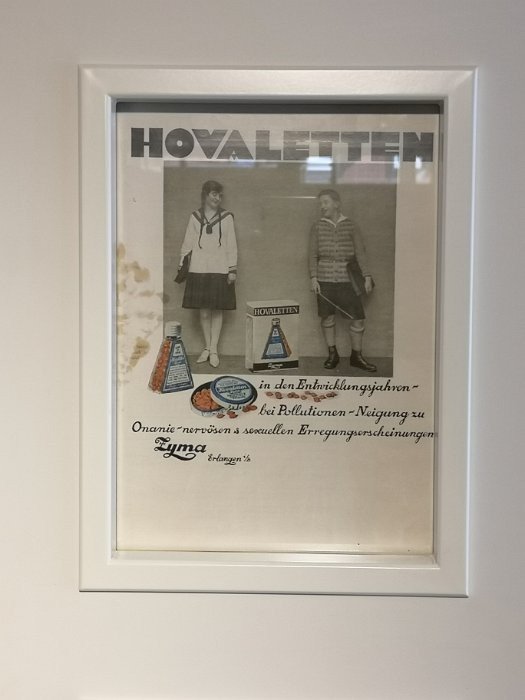 HOVALETTEN
HOVALETTEN
in den Entwicklungsjahren-
bei Pollutionen-Neigung zu
Onanie-nervösen & sexuellen Erregungserscheinungen
Zyma
Erlangen